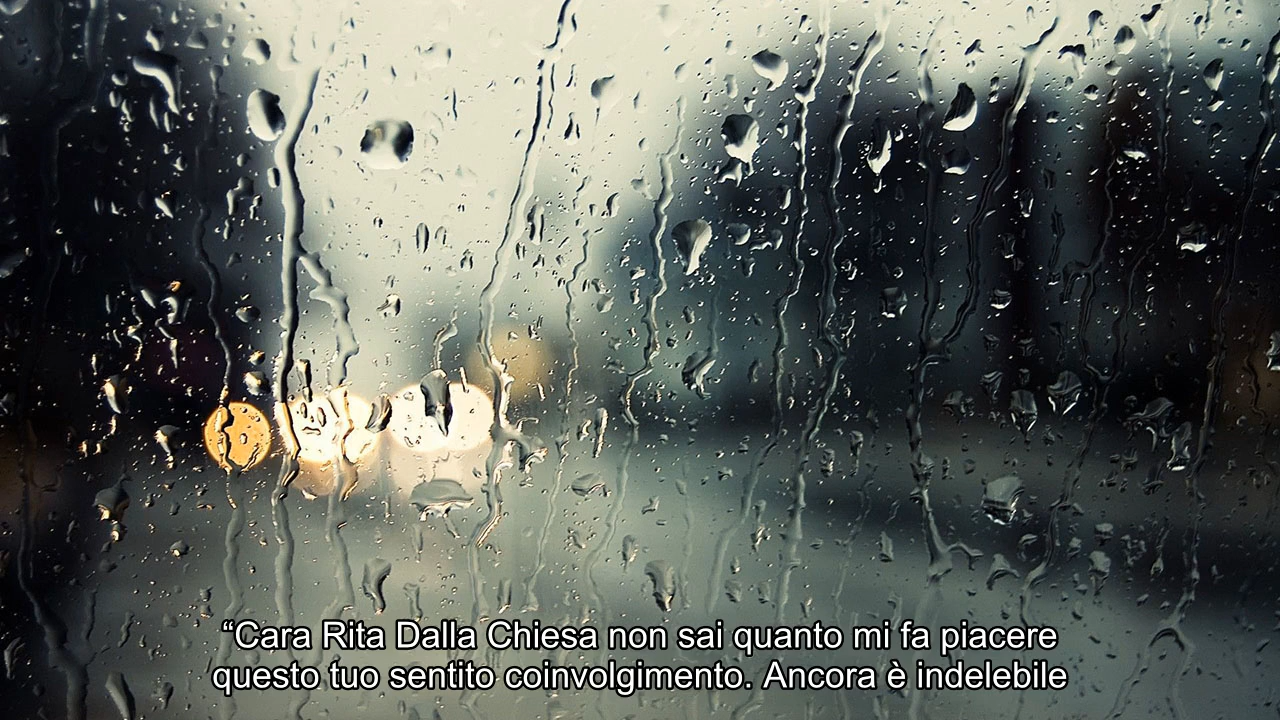 “Cara Rita Dalla Chiesa non sai quanto mi fa piacere
questo tuo sentito coinvolgimento. Ancora è indelebile